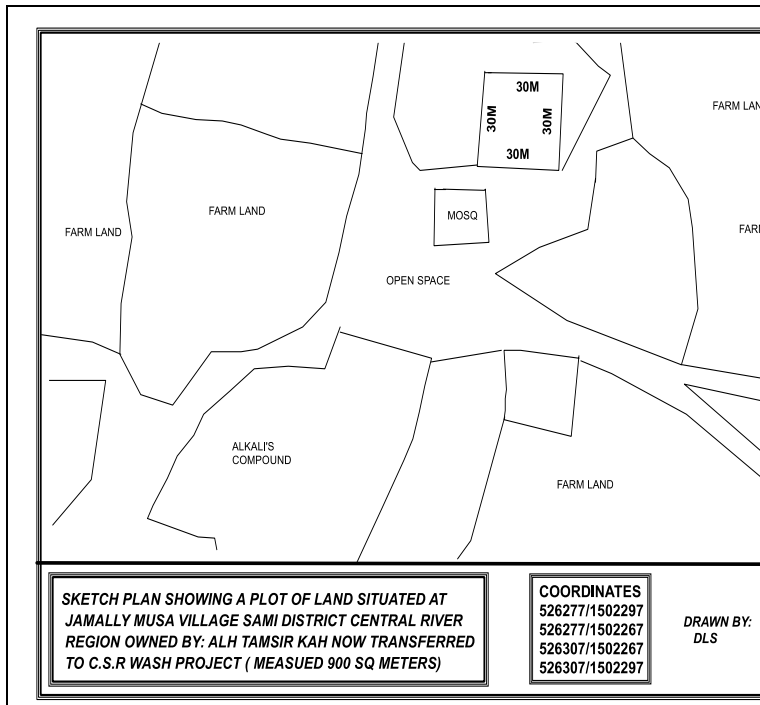 30M
FARM LAN
30M
30M
30M
FARM LAND
MOSQ
FARM LAND
FARI
OPEN SPACE
ALKALI'S
COMPOUND
FARM LAND
SKETCH PLAN SHOWING A PLOT OF LAND SITUATED AT
JAMALLY MUSA VILLAGE SAMI DISTRICT CENTRAL RIVER
REGION OWNED BY: ALH TAMSIR KAH NOW TRANSFERRED
TO C.S.R WASH PROJECT ( MEASUED 900 SQ METERS)
COORDINATES
526277/1502297
526277/1502267
526307/1502267
526307/1502297
DRAWN BY:
DLS